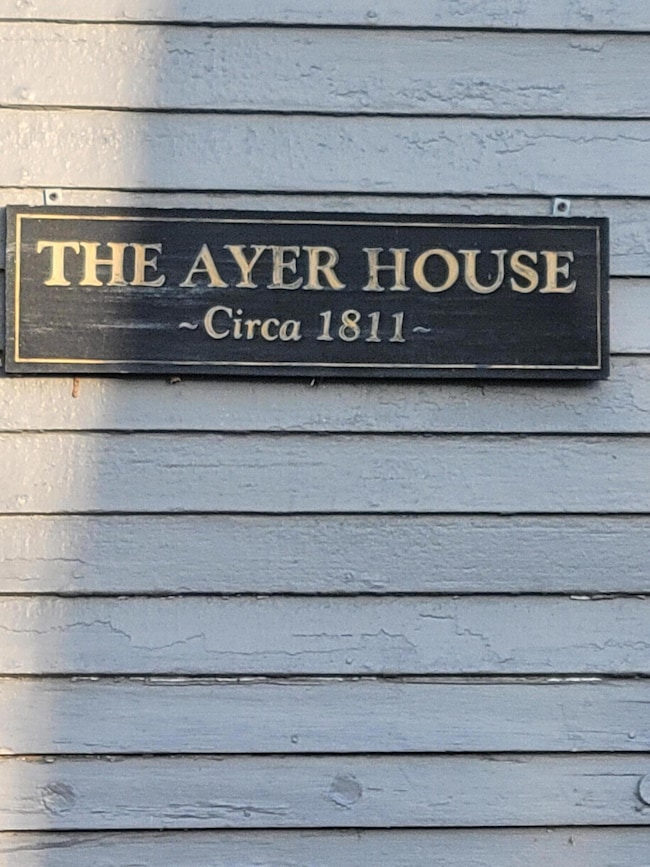 THE AYER HOUSE
~Circa 1811~